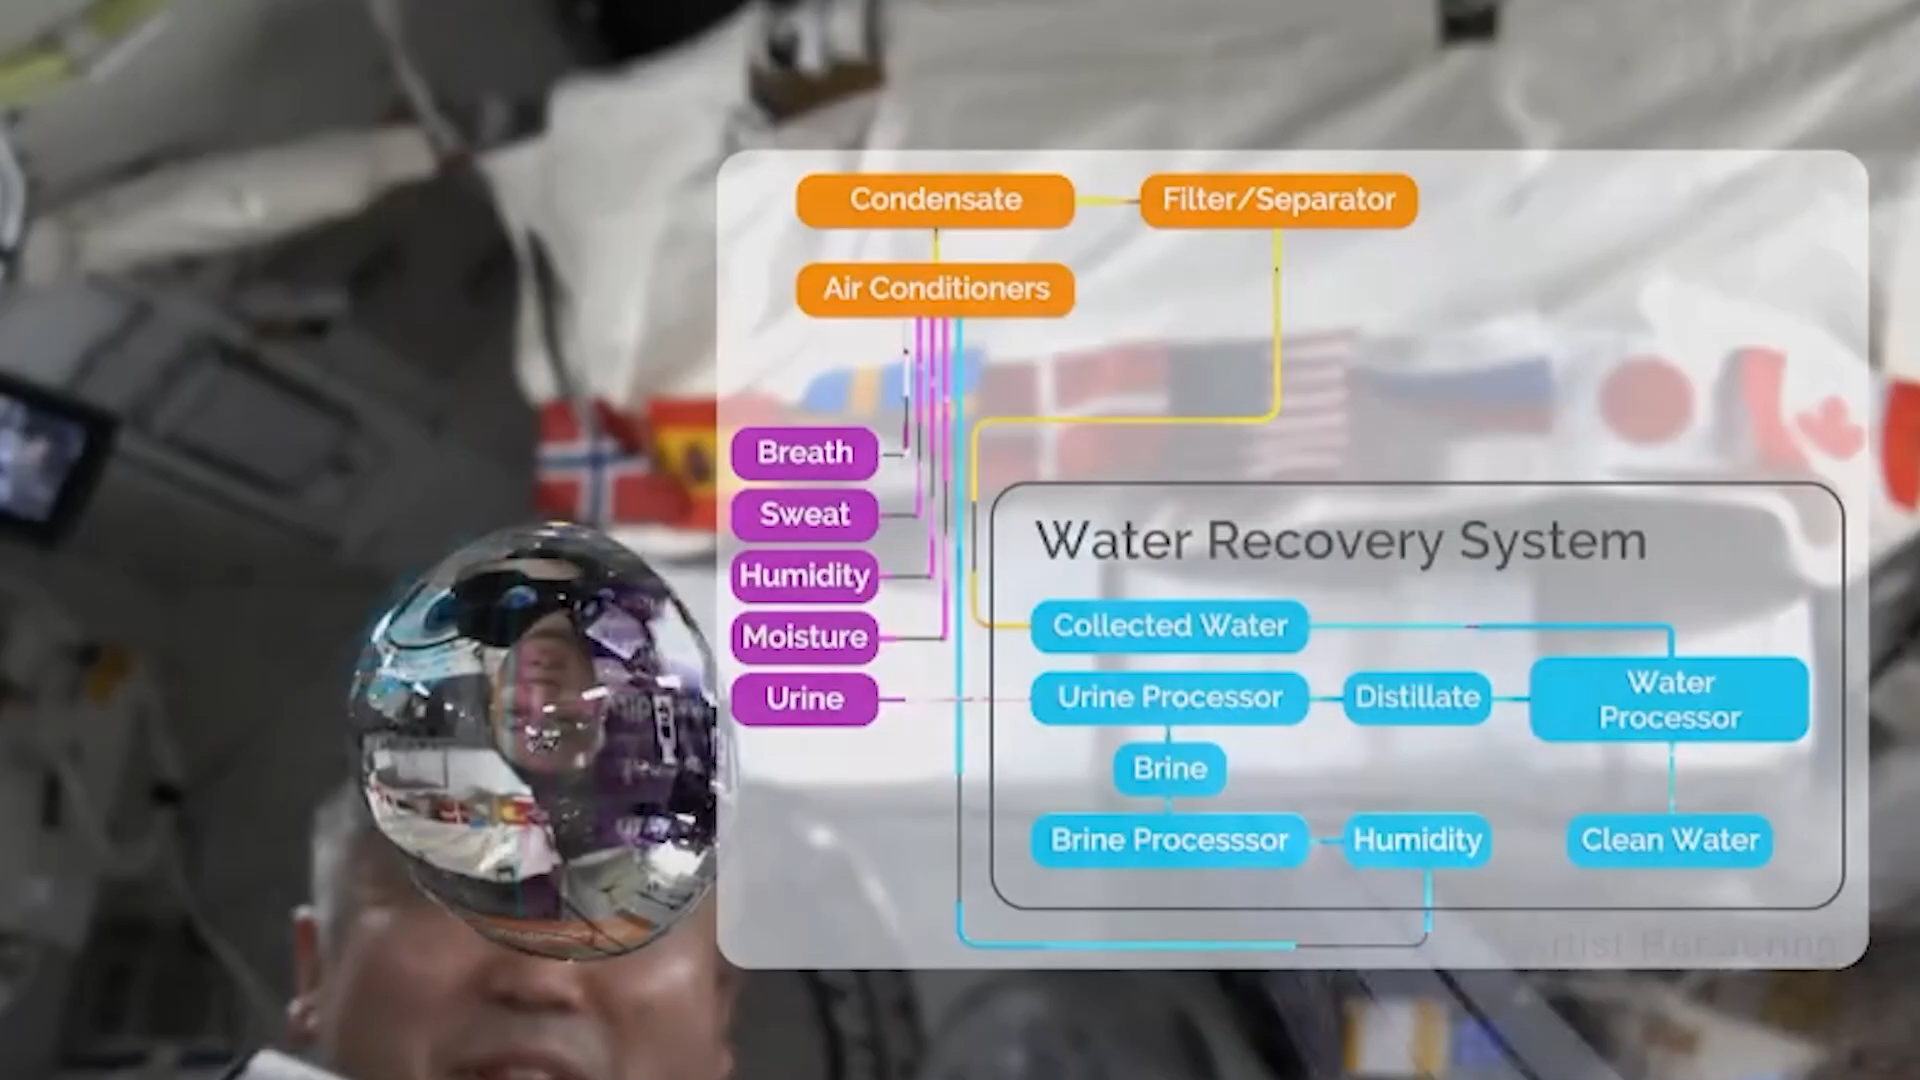 Condensate
Filter/Separator
Air Conditioners
Breath
Sweat
Humidity
Moisture
Urine
Water Recovery System
Collected Water
Urine Processor
Distillate
Water
Processor
Brine
Brine Processsor
Humidity
Clean Water